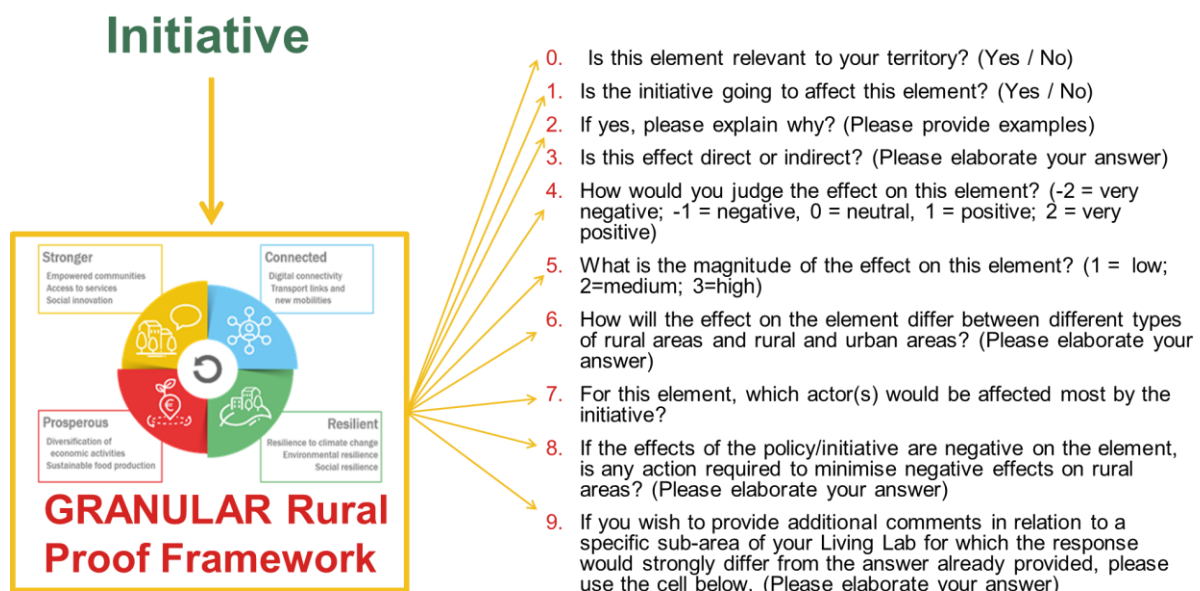 Initiative
Stronger
Empowered communities
Access to services
Social innovation
Connected
Digital connectivity
Transport links and
new mobilities
Prosperous
Diversification of
economic activities
Sustainable food production
Resilient
Resilience to climate change
Environmental resilience
Social resilience
€
GRANULAR Rural
Proof Framework
0. Is this element relevant to your territory? (Yes / No)
1. Is the initiative going to affect this element? (Yes / No)
2. If yes, please explain why? (Please provide examples)
3. Is this effect direct or indirect? (Please elaborate your answer)
4. How would you judge the effect on this element? (-2 = very
negative; -1 = negative, 0 = neutral, 1 = positive; 2 = very
positive)
5. What is the magnitude of the effect on this element? (1 = low;
2=medium; 3=high)
6. How will the effect on the element differ between different types
of rural areas and rural and urban areas? (Please elaborate your
answer)
7. For this element, which actor(s) would be affected most by the
initiative?
8. If the effects of the policy/initiative are negative on the element,
is any action required to minimise negative effects on rural
areas? (Please elaborate your answer)
9. If you wish to provide additional comments in relation to a
specific sub-area of your Living Lab for which the response
would strongly differ from the answer already provided, please
use the cell below. (Please elaborate your answer)